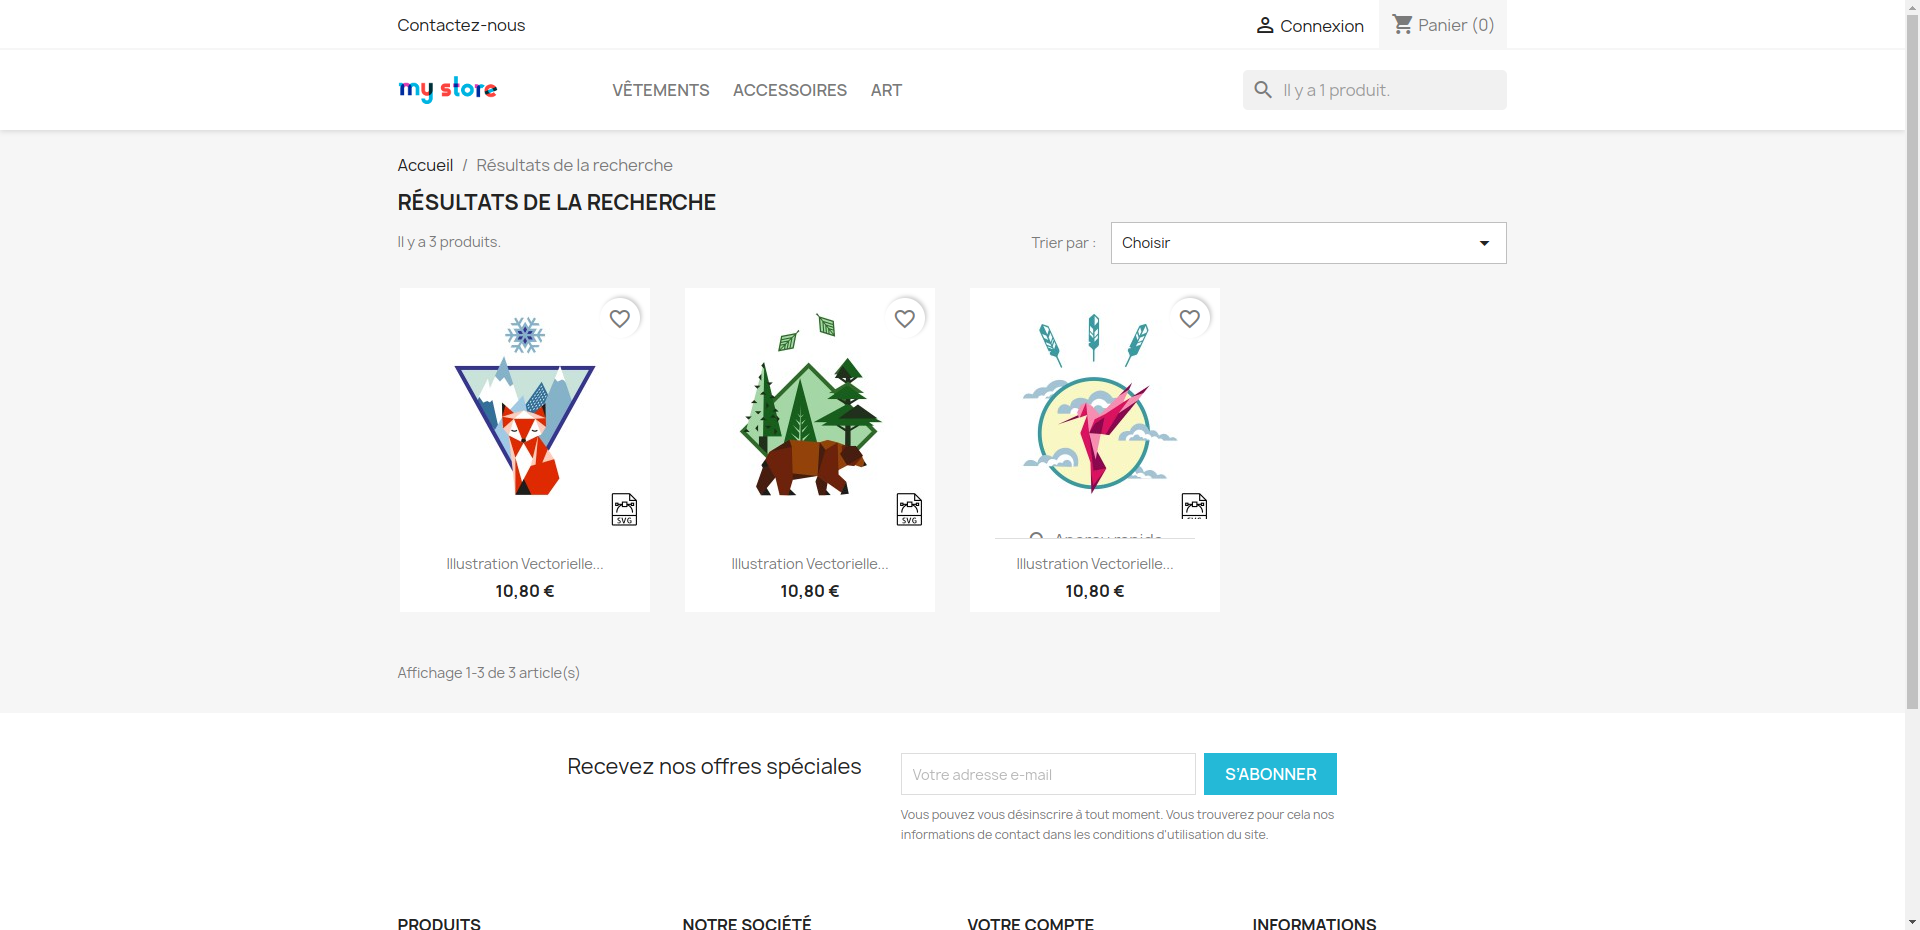 Contactez-nous
Connexion
Panier (0)
my store
VÊTEMENTS
ACCESSOIRES
ART
Il y a 1 produit.
Accueil / Résultats de la recherche
RÉSULTATS DE LA RECHERCHE
Il y a 3 produits.
Trier par :
Choisir
SVG
SVG
Aperçu rapide
Illustration Vectorielle...
Illustration Vectorielle...
Illustration Vectorielle...
10,80 €
10,80 €
10,80 €
Affichage 1-3 de 3 article(s)
Recevez nos offres spéciales
Votre adresse e-mail
S'ABONNER
Vous pouvez vous désinscrire à tout moment. Vous trouverez pour cela nos
informations de contact dans les conditions d'utilisation du site.
PRODUITS
NOTRE SOCIÉTÉ
VOTRE COMPTE
INFORMATIONS